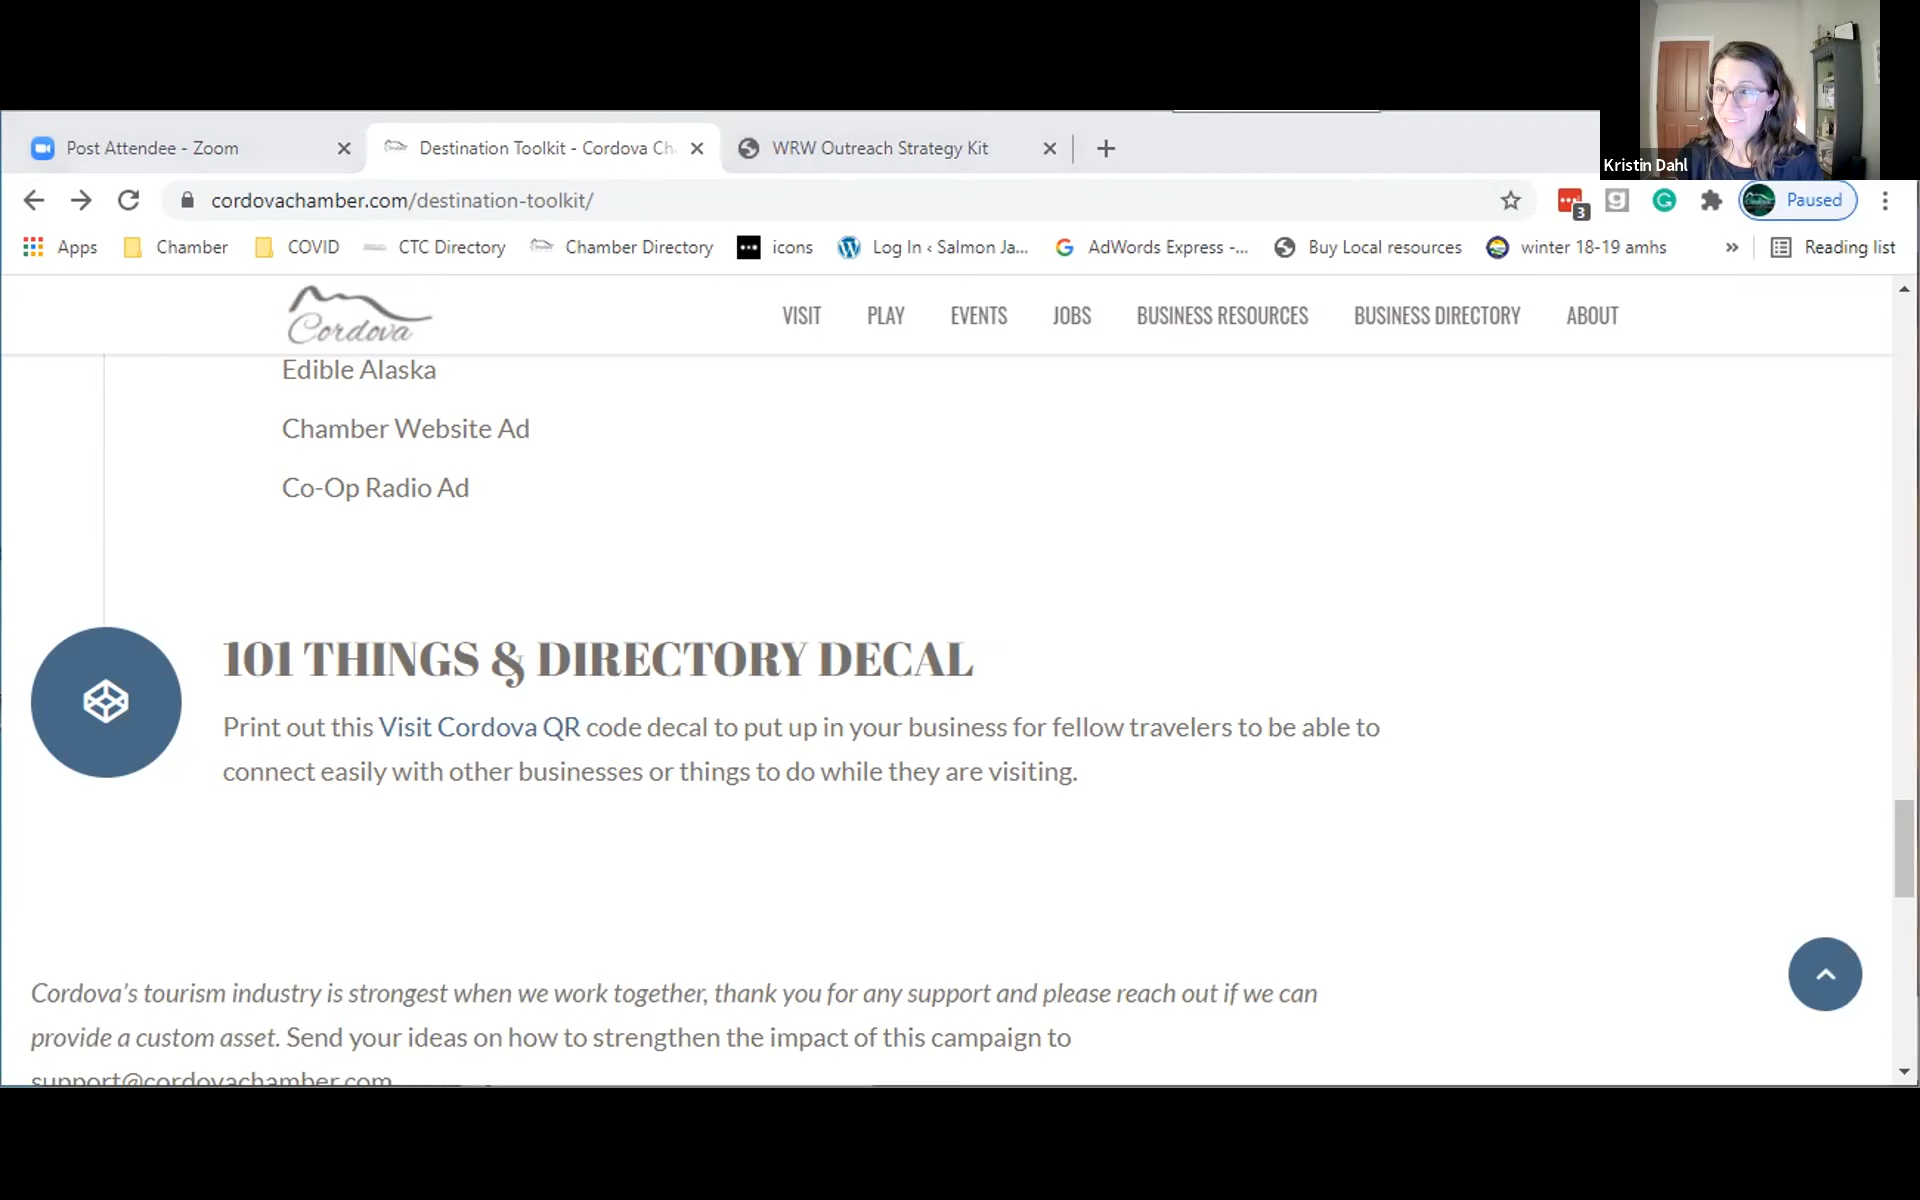 Kristin Dahl
Post Attendee - Zoom
Destination Toolkit - Cordova Ch
WRW Outreach Strategy Kit
cordovachamber.com/destination-toolkit/
3
Paused
Apps
Chamber
COVID
CTC Directory
Chamber Directory
icons
Log In ‹ Salmon Ja...
AdWords Express -...
Buy Local resources
winter 18-19 amhs
»
Reading list
Cordova
VISIT
PLAY
EVENTS
JOBS
BUSINESS RESOURCES
BUSINESS DIRECTORY
ABOUT
Edible Alaska
Chamber Website Ad
Co-Op Radio Ad
101 THINGS & DIRECTORY DECAL
Print out this Visit Cordova QR code decal to put up in your business for fellow travelers to be able to
connect easily with other businesses or things to do while they are visiting.
Cordova’s tourism industry is strongest when we work together, thank you for any support and please reach out if we can
provide a custom asset. Send your ideas on how to strengthen the impact of this campaign to
support@cordovachamber.com